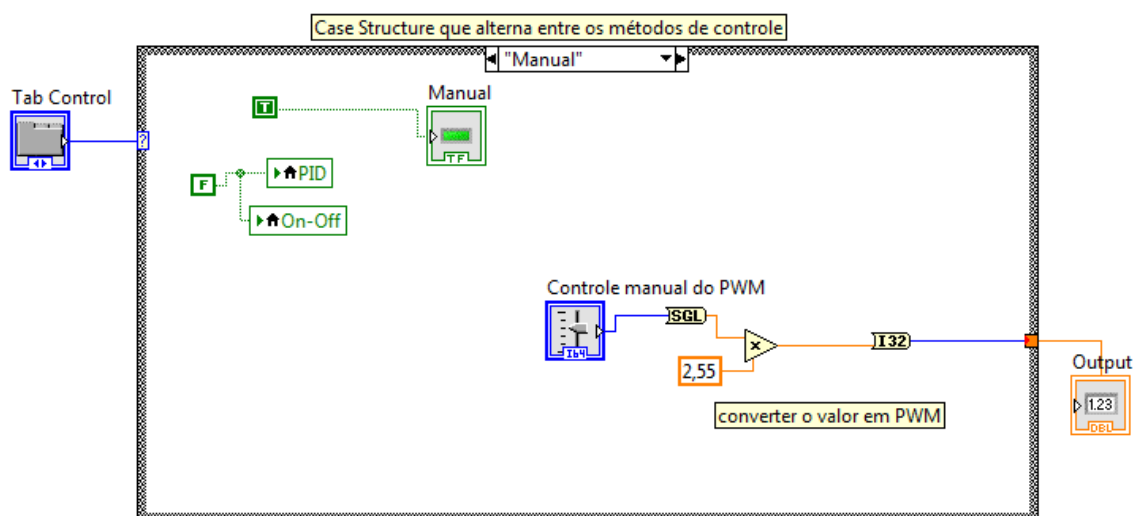 Case Structure que alterna entre os métodos de controle
"Manual"
Tab Control
?
T
Manual
TF
F
PID
On-Off
Controle manual do PWM
I64
SGL
x
2,55
I32
converter o valor em PWM
Output
1.23
DBL